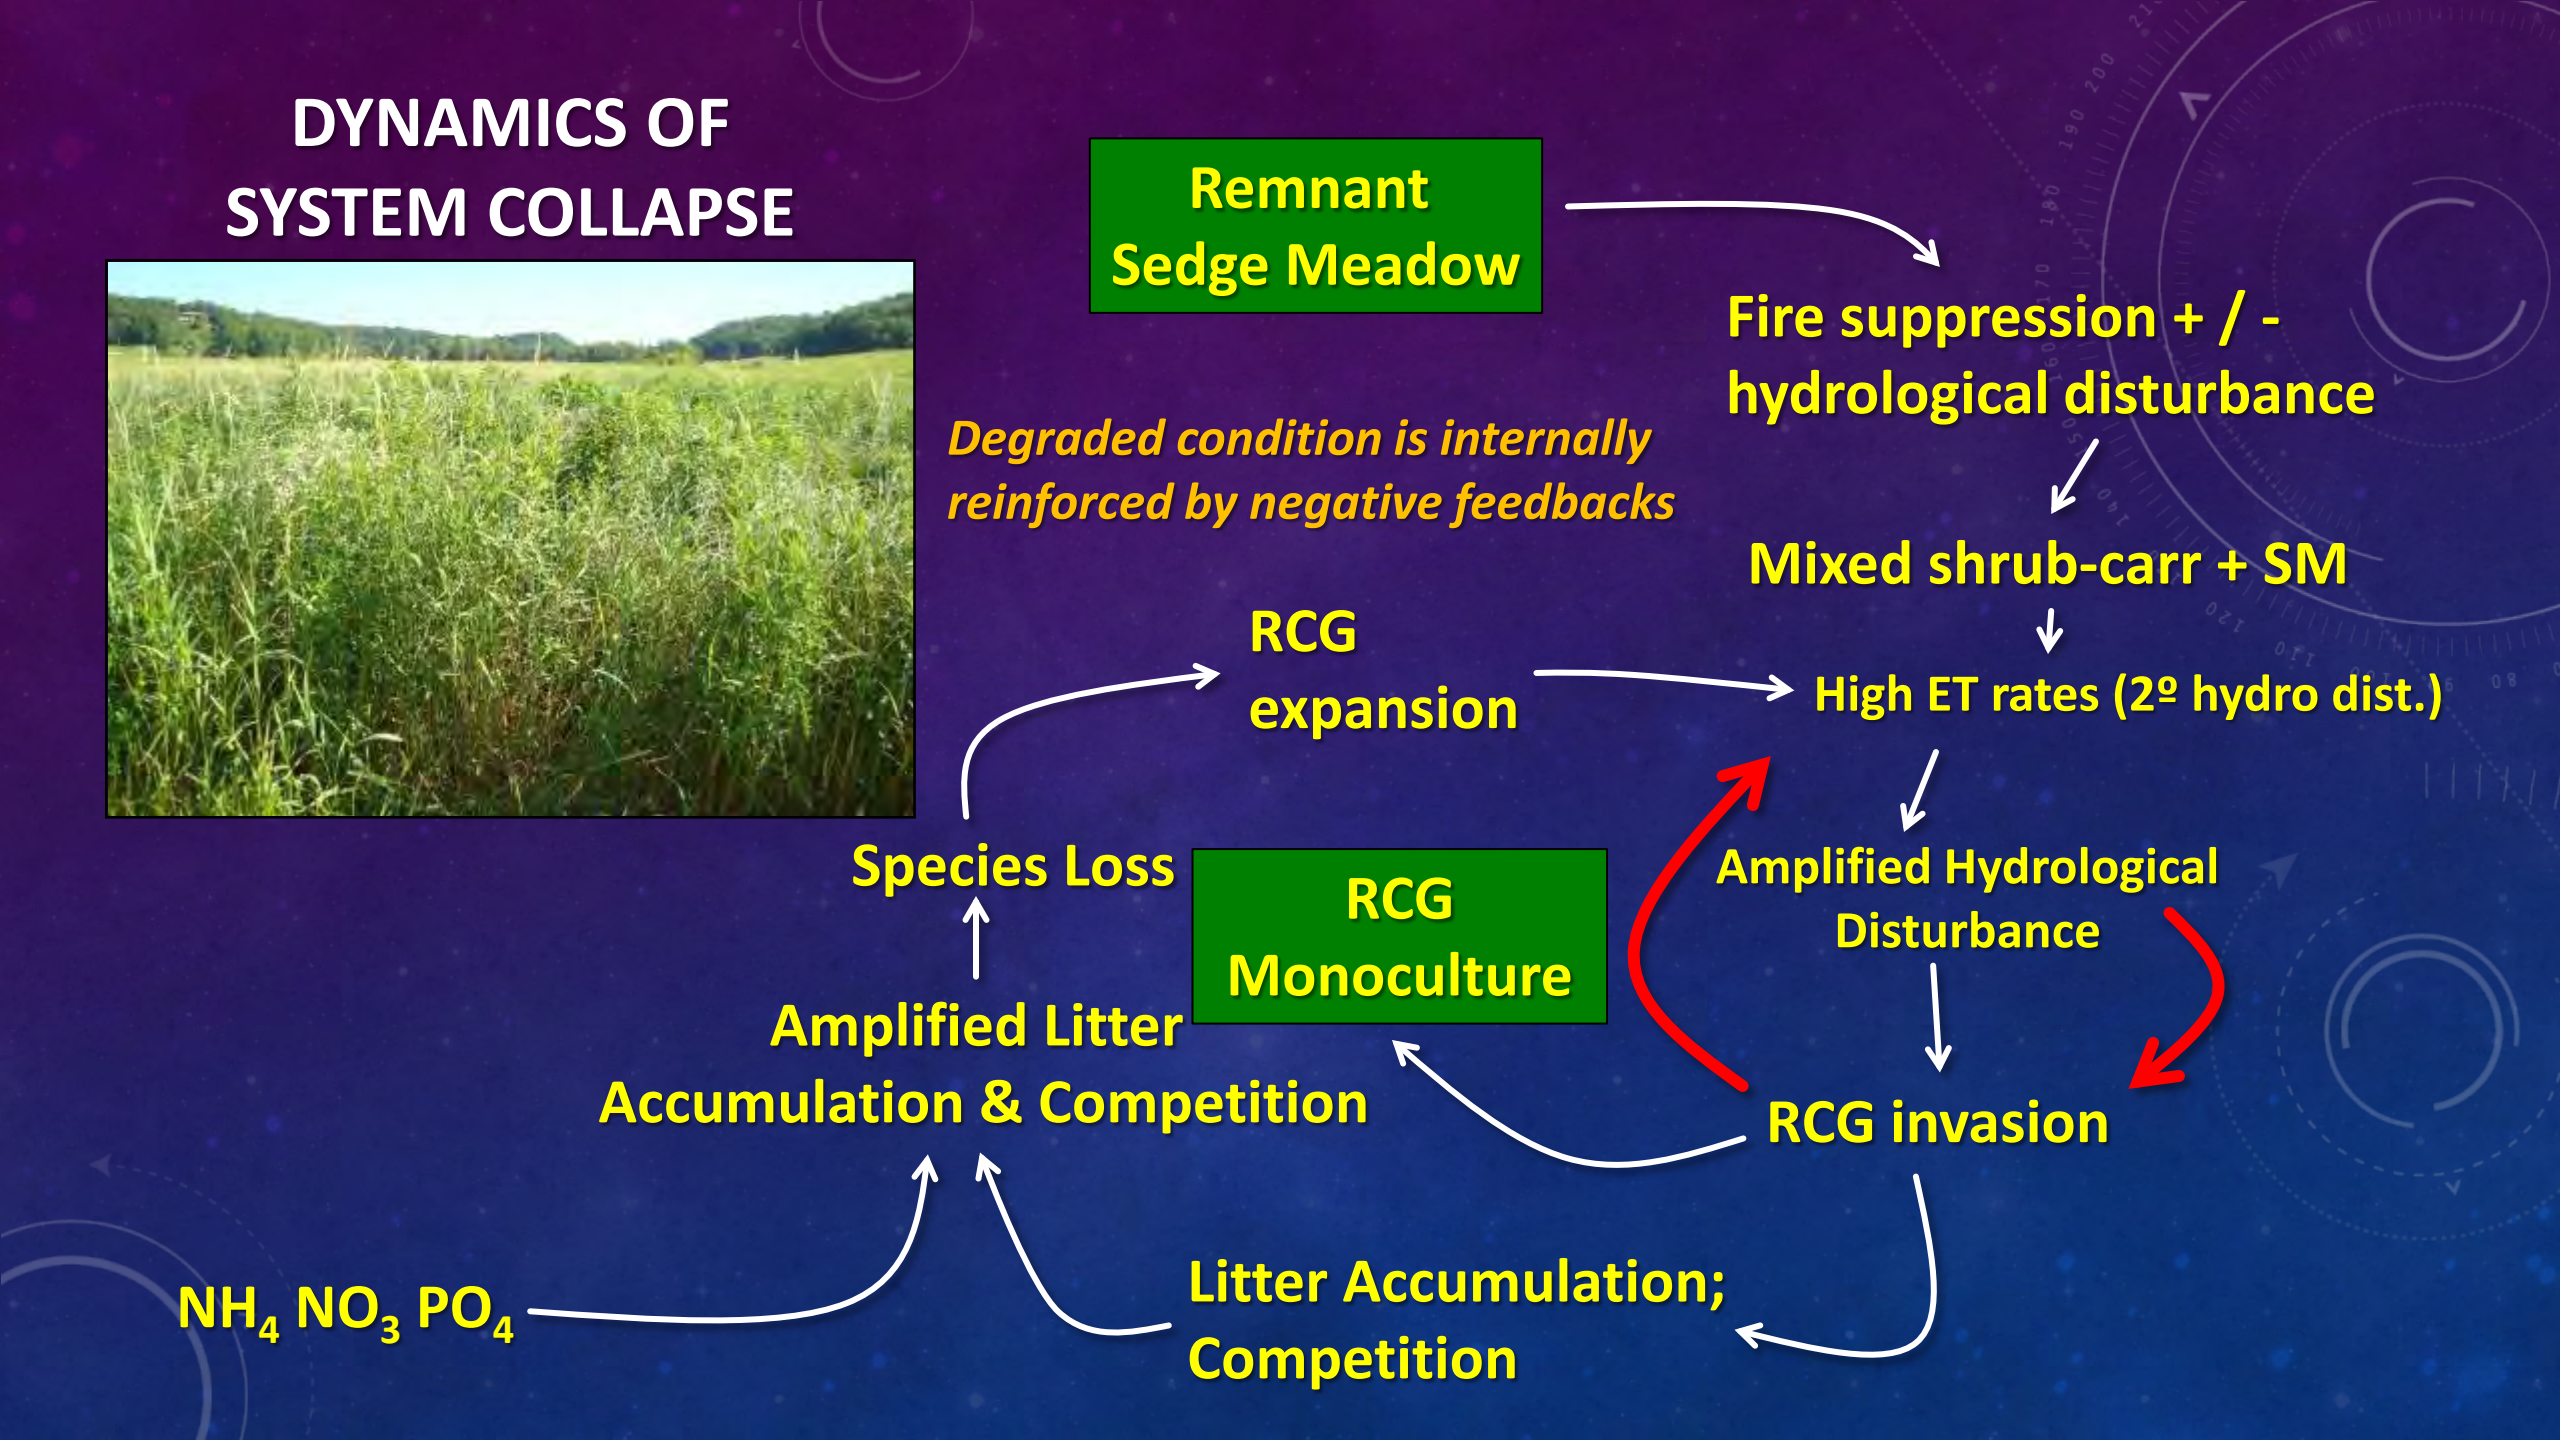 DYNAMICS OF
SYSTEM COLLAPSE
Remnant
Sedge Meadow
Fire suppression + / -
hydrological disturbance
Degraded condition is internally
reinforced by negative feedbacks
Mixed shrub-carr + SM
RCG
expansion
High ET rates (2º hydro dist.)
Species Loss
RCG
Monoculture
Amplified Hydrological
Disturbance
Amplified Litter
Accumulation & Competition
RCG invasion
Litter Accumulation;
Competition
NH4 NO3 PO4